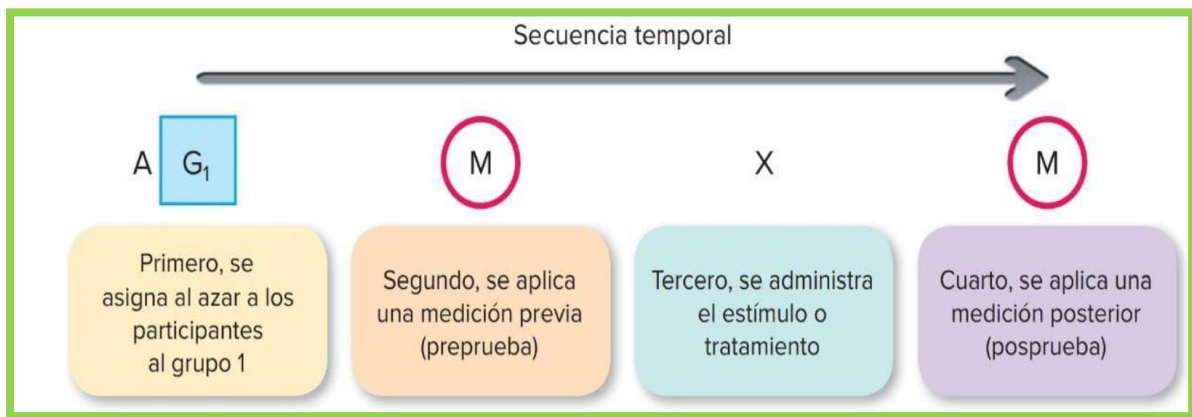 Secuencia temporal
A G₁ M X M
Primero, se
asigna al azar a los
participantes
al grupo 1
Segundo, se aplica
una medición previa
(preprueba)
Tercero, se administra
el estímulo o
tratamiento
Cuarto, se aplica una
medición posterior
(posprueba)